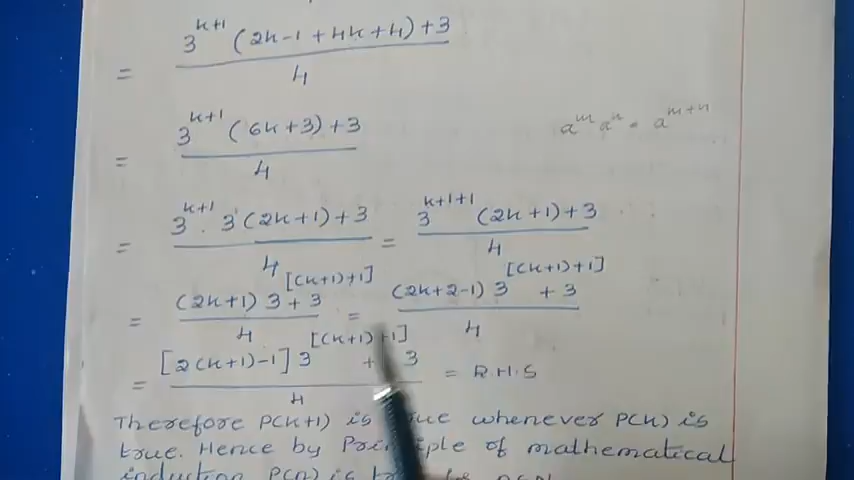 = 3^{k+1} (2k-1+4k+4)+3 / 4
= 3^{k+1} (6k+3)+3 / 4
a^m a^n = a^{m+n}
= 3^{k+1} . 3^1 (2k+1)+3 / 4 = 3^{k+1+1} (2k+1)+3 / 4
= (2k+1) 3^{[(k+1)+1]} + 3 / 4 = (2k+2-1) 3^{[(k+1)+1]} + 3 / 4
= [2(k+1)-1] 3^{[(k+1)+1]} + 3 / 4 = R.H.S
Therefore P(k+1) is true whenever P(k) is
true. Hence by Principle of mathematical
induction P(n) is